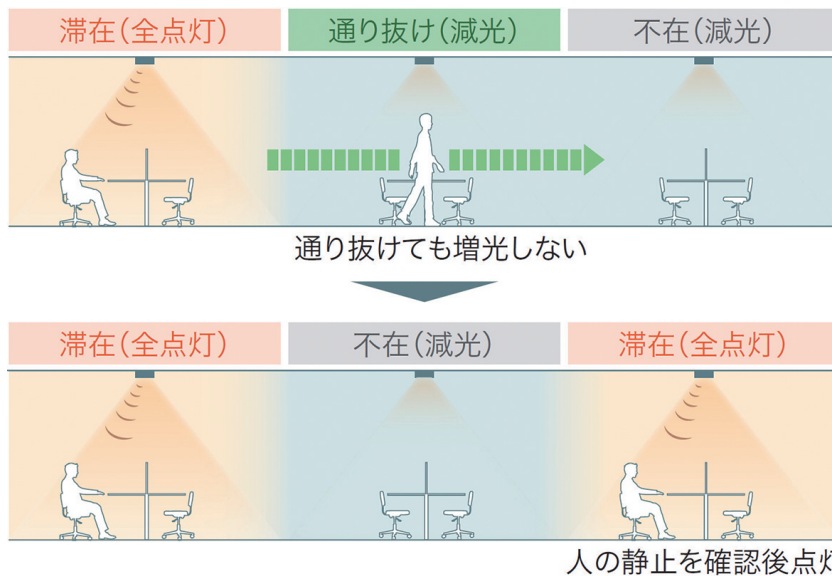 滞在(全点灯)
通り抜け(減光)
不在(減光)
通り抜けても増光しない
滞在(全点灯)
不在(減光)
滞在(全点灯)
人の静止を確認後点灯